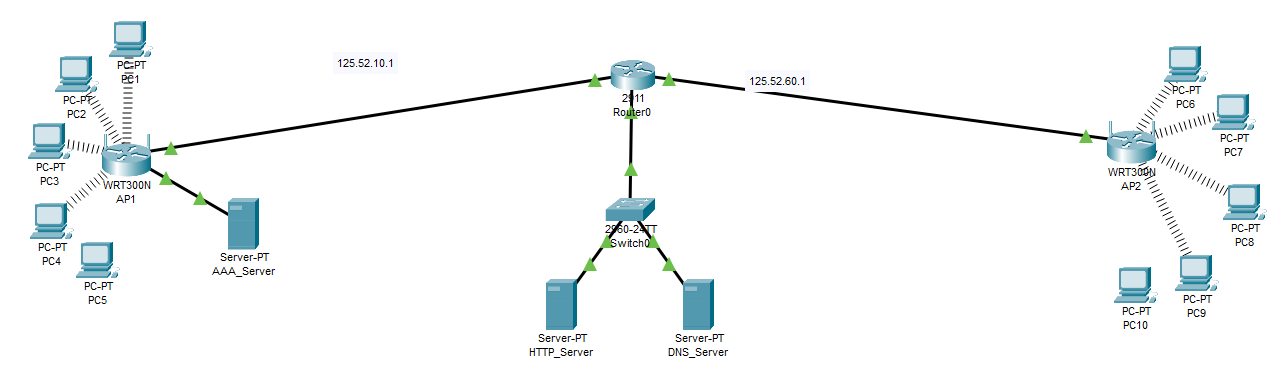 PC-PT
PC1
PC-PT
PC2
PC-PT
PC3
PC-PT
PC4
PC-PT
PC5
WRT300N
AP1
Server-PT
AAA_Server
125.52.10.1
2911
Router0
125.52.60.1
2960-24TT
Switch0
Server-PT
HTTP_Server
Server-PT
DNS_Server
WRT300N
AP2
PC-PT
PC6
PC-PT
PC7
PC-PT
PC8
PC-PT
PC9
PC-PT
PC10